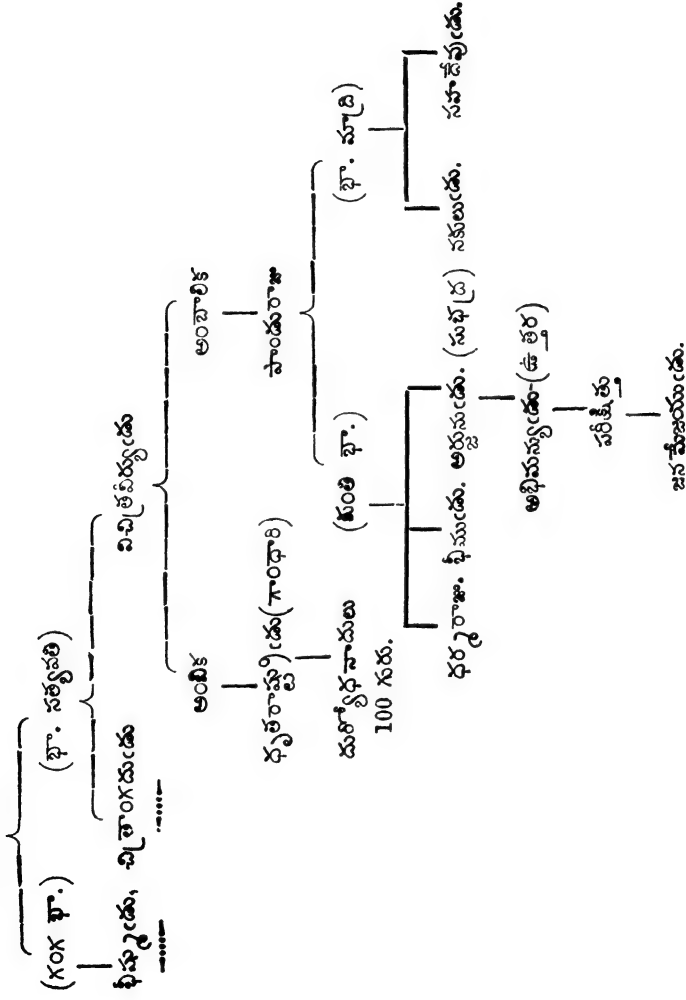 (గంగ భా.) (భా. సత్యవతి)
భీష్ముఁడు, చిత్రాంగదుఁడు విచిత్రవీర్యుఁడు
అంబిక అంబాలిక
ధృతరాష్ట్రుఁడు (గాంధారి) పాండురాజు
దుర్యోధనాదులు (కుంతి భా.) (భా. మాద్రి)
100 గురు.
ధర్మరాజు. భీముఁడు. అర్జునుఁడు. (సుభద్ర) నకులుఁడు. సహదేవుఁడు.
అభిమన్యుఁడు-(ఉత్తర)
పరీక్షిత్తు
జనమేజయుఁడు.